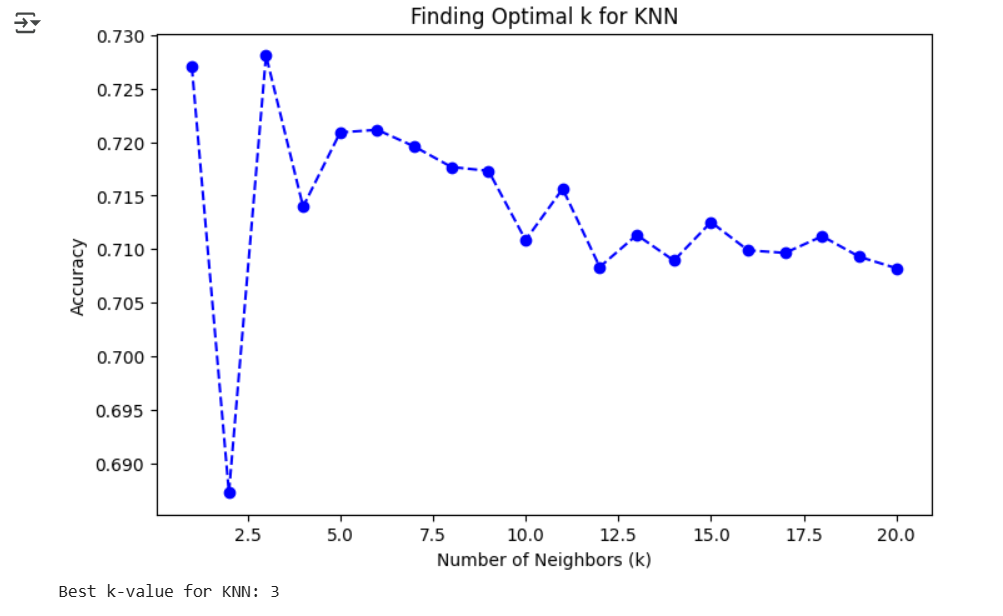 Finding Optimal k for KNN
0.730
0.725
0.720
0.715
0.710
0.705
0.700
0.695
0.690
Accuracy
2.5 5.0 7.5 10.0 12.5 15.0 17.5 20.0
Number of Neighbors (k)
Best k-value for KNN: 3